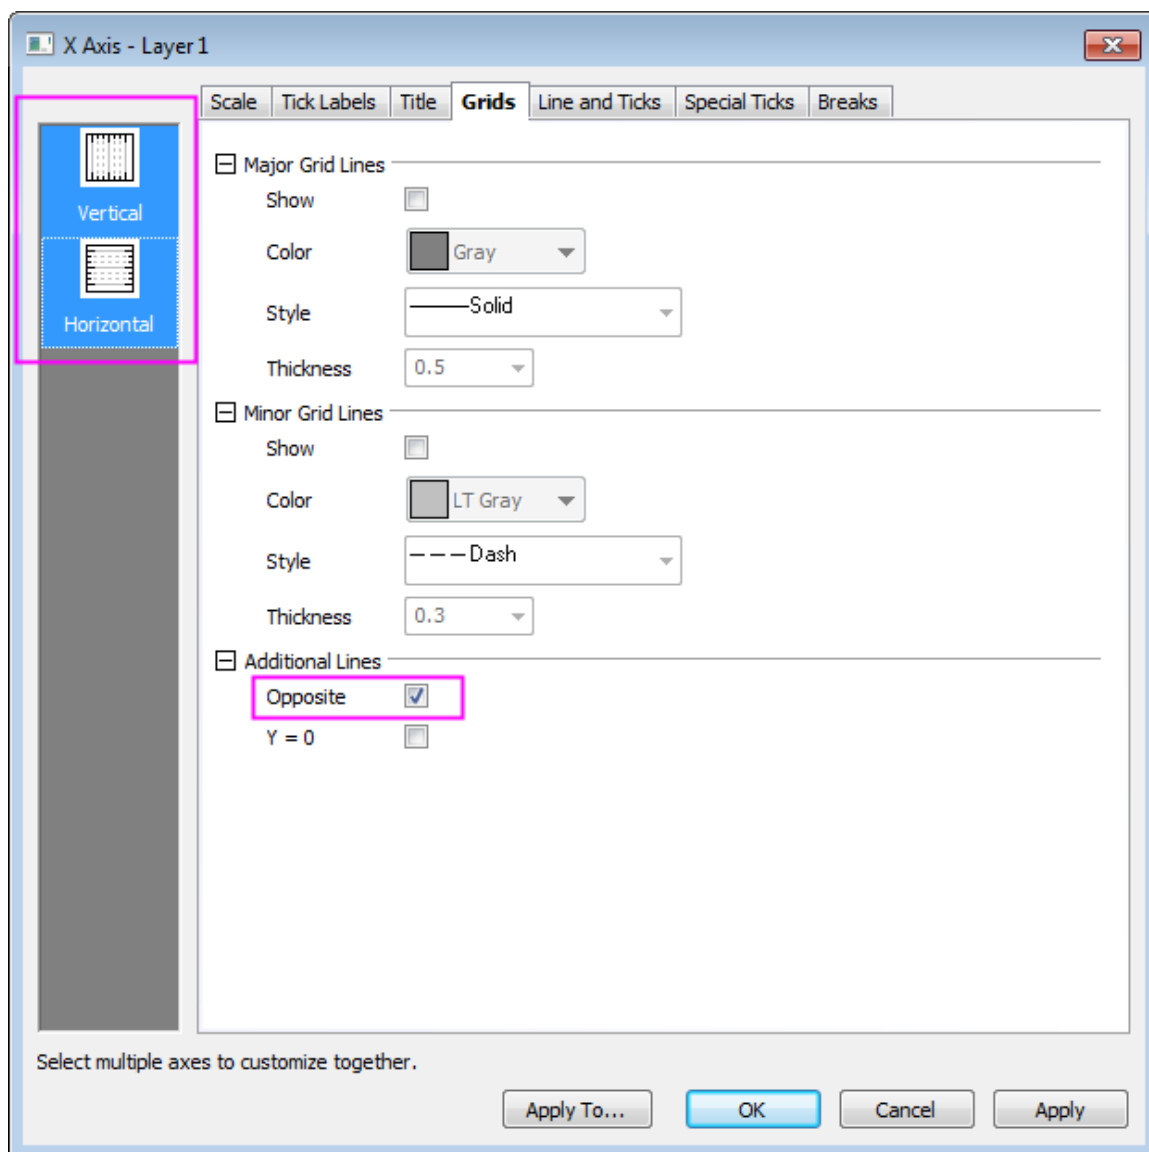 X Axis - Layer 1
Scale Tick Labels Title Grids Line and Ticks Special Ticks Breaks
Vertical
Horizontal
Major Grid Lines
Show
Color Gray
Style Solid
Thickness 0.5
Minor Grid Lines
Show
Color LT Gray
Style Dash
Thickness 0.3
Additional Lines
Opposite
Y = 0
Select multiple axes to customize together.
Apply To... OK Cancel Apply